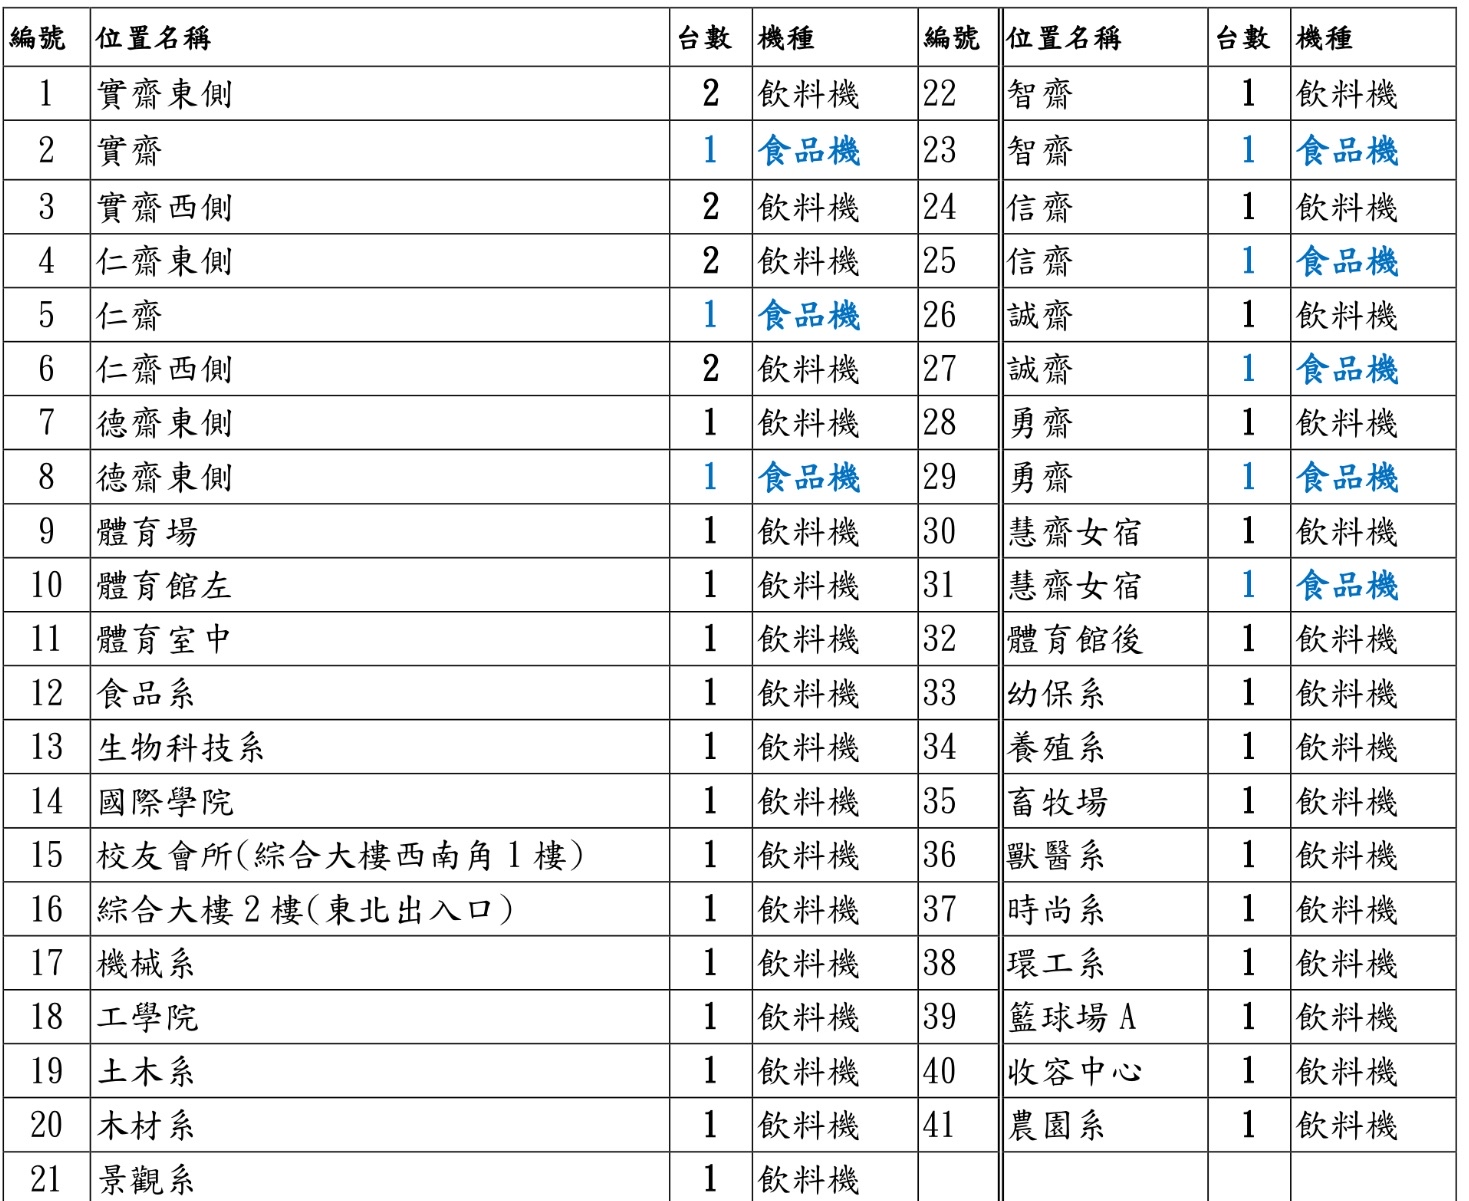 編號 位置名稱 台數 機種 編號 位置名稱 台數 機種
1 實齋東側 2 飲料機 22 智齋 1 飲料機
2 實齋 1 食品機 23 智齋 1 食品機
3 實齋西側 2 飲料機 24 信齋 1 飲料機
4 仁齋東側 2 飲料機 25 信齋 1 食品機
5 仁齋 1 食品機 26 誠齋 1 飲料機
6 仁齋西側 2 飲料機 27 誠齋 1 食品機
7 德齋東側 1 飲料機 28 勇齋 1 飲料機
8 德齋東側 1 食品機 29 勇齋 1 食品機
9 體育場 1 飲料機 30 慧齋女宿 1 飲料機
10 體育館左 1 飲料機 31 慧齋女宿 1 食品機
11 體育室中 1 飲料機 32 體育館後 1 飲料機
12 食品系 1 飲料機 33 幼保系 1 飲料機
13 生物科技系 1 飲料機 34 養殖系 1 飲料機
14 國際學院 1 飲料機 35 畜牧場 1 飲料機
15 校友會所(綜合大樓西南角1樓) 1 飲料機 36 獸醫系 1 飲料機
16 綜合大樓2樓(東北出入口) 1 飲料機 37 時尚系 1 飲料機
17 機械系 1 飲料機 38 環工系 1 飲料機
18 工學院 1 飲料機 39 籃球場A 1 飲料機
19 土木系 1 飲料機 40 收容中心 1 飲料機
20 木材系 1 飲料機 41 農園系 1 飲料機
21 景觀系 1 飲料機